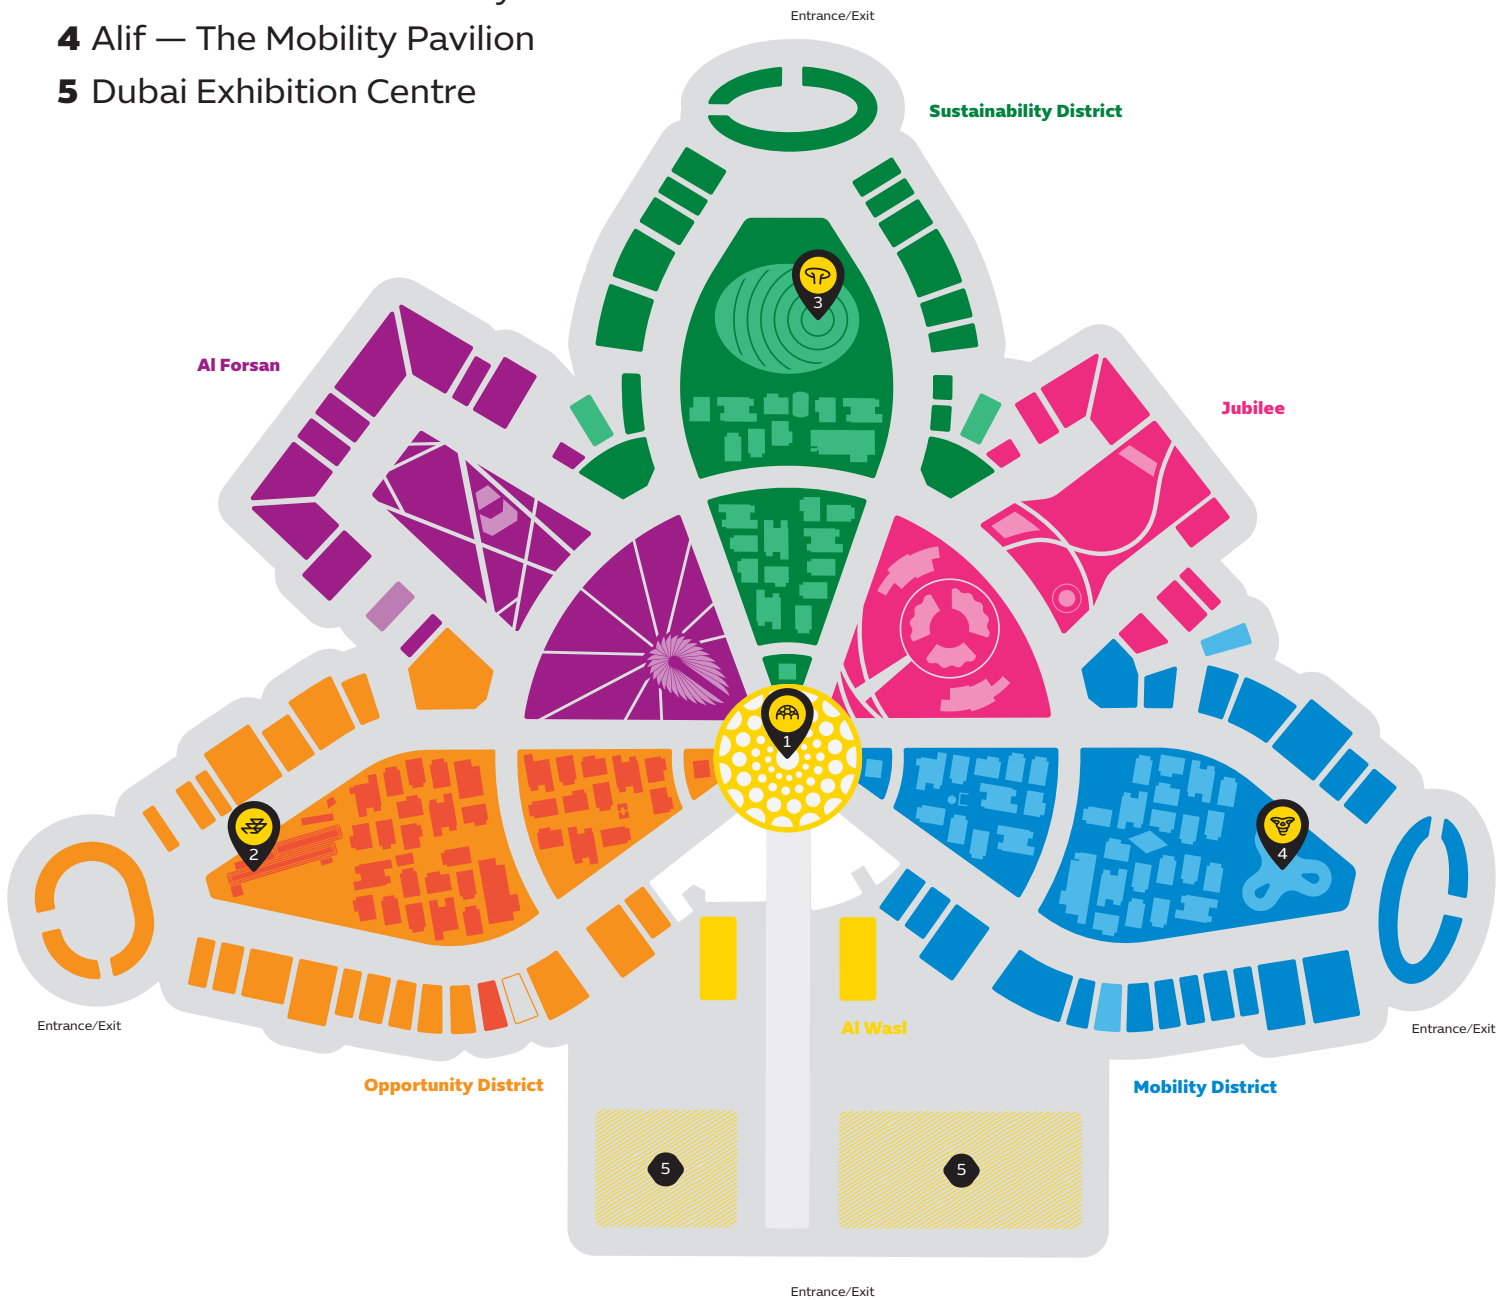 4 Alif — The Mobility Pavilion
5 Dubai Exhibition Centre
Entrance/Exit
Sustainability District
3
Al Forsan
Jubilee
1
2
4
Entrance/Exit
Al Wasl
Entrance/Exit
Opportunity District
Mobility District
5
5
Entrance/Exit